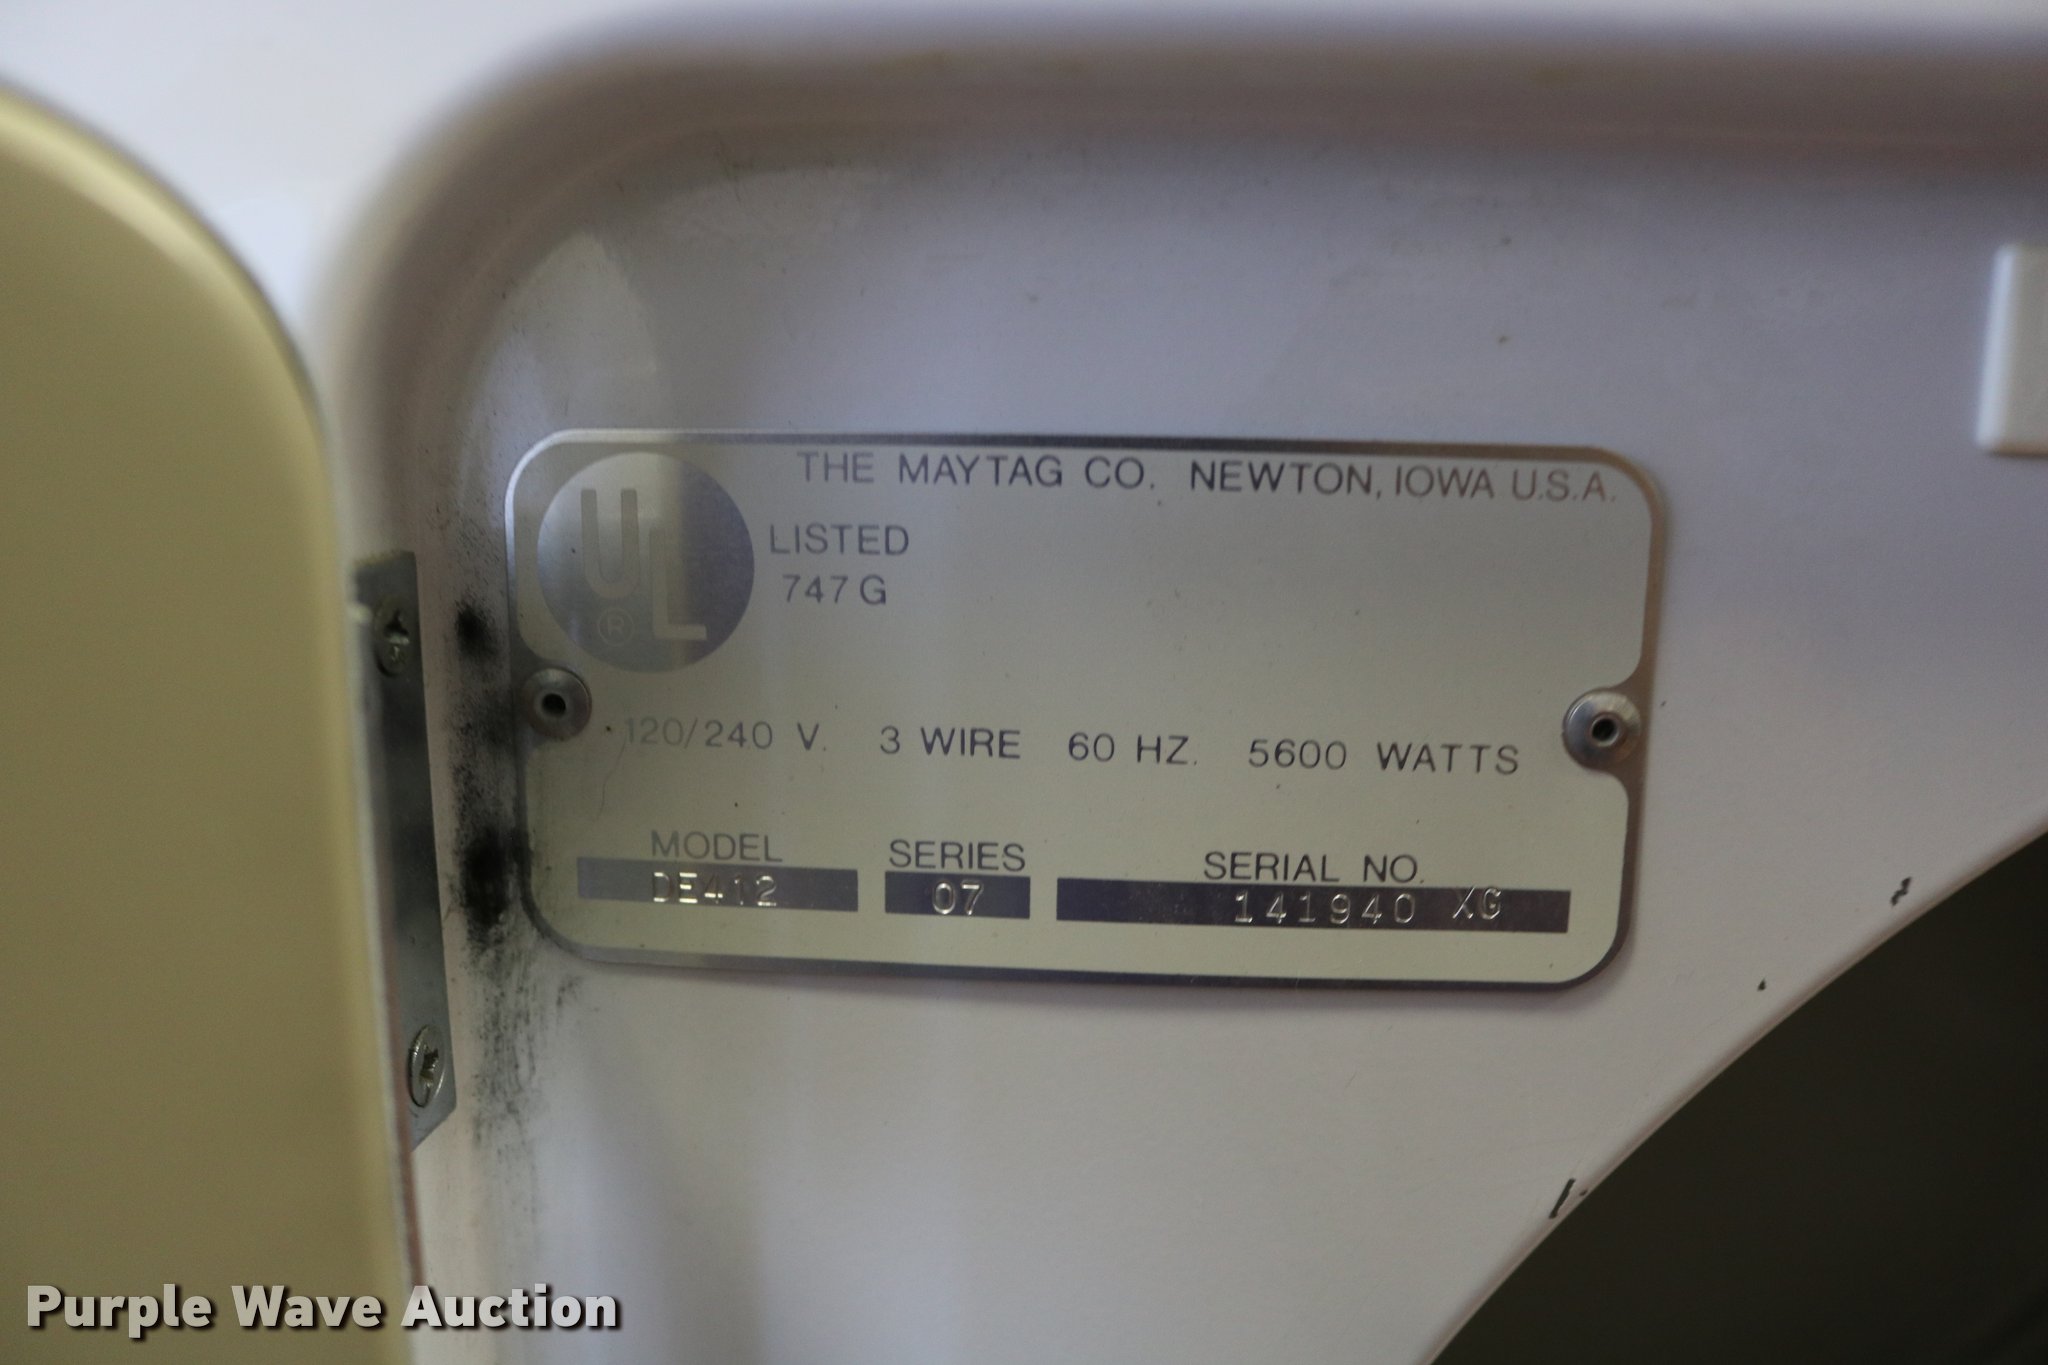 THE MAYTAG CO. NEWTON, IOWA U.S.A.
UL
®
LISTED
747G
120/240 V. 3 WIRE 60 HZ. 5600 WATTS
MODEL SERIES SERIAL NO.
DE412 07 141940 XG
Purple Wave Auction